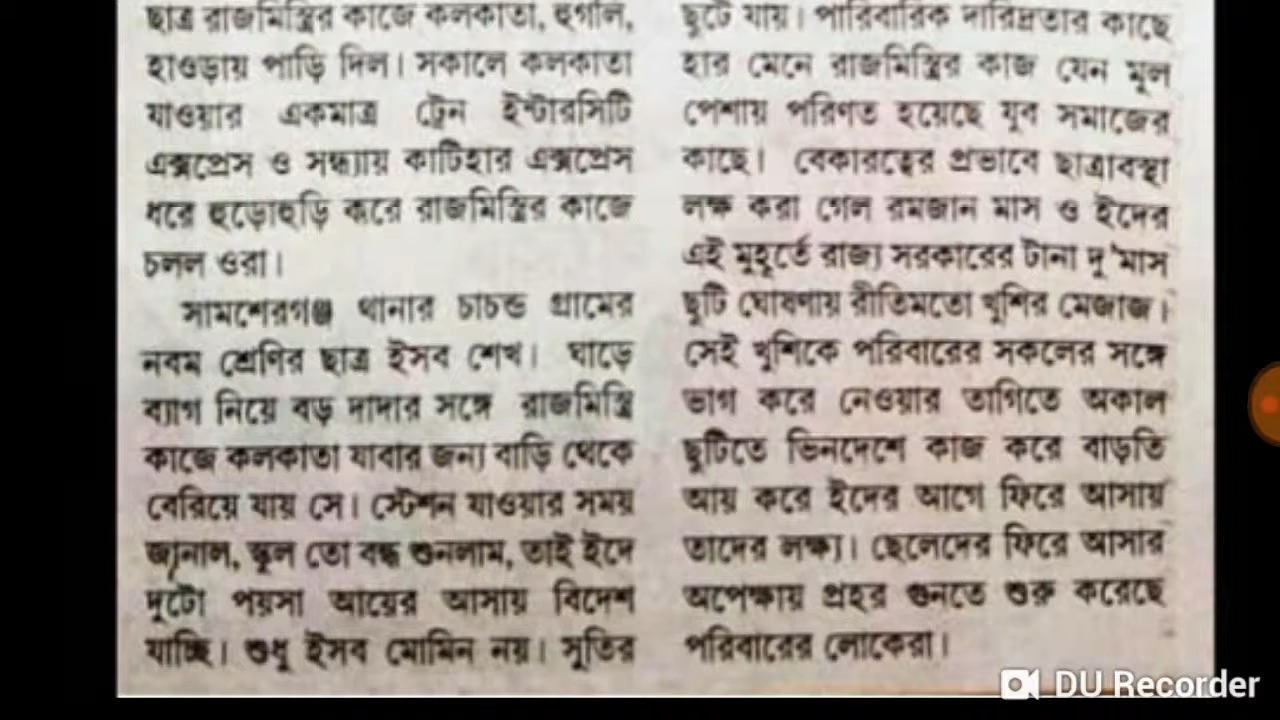 ছাত্র রাজমিস্ত্রির কাজে কলকাতা, হুগলি,
হাওড়ায় পাড়ি দিল। সকালে কলকাতা
যাওয়ার একমাত্র ট্রেন ইন্টারসিটি
এক্সপ্রেস ও সন্ধ্যায় কাটিহার এক্সপ্রেস
ধরে হুড়োহুড়ি করে রাজমিস্ত্রির কাজে
চলল ওরা।
সামশেরগঞ্জ থানার চাচন্ড গ্রামের
নবম শ্রেণির ছাত্র ইসব শেখ। ঘাড়ে
ব্যাগ নিয়ে বড় দাদার সঙ্গে রাজমিস্ত্রি
কাজে কলকাতা যাবার জন্য বাড়ি থেকে
বেরিয়ে যায় সে। স্টেশন যাওয়ার সময়
জানাল, স্কুল তো বন্ধ শুনলাম, তাই ইদে
দুটো পয়সা আয়ের আসায় বিদেশ
যাচ্ছি। শুধু ইসব মোমিন নয়। সুতির
ছুটে যায়। পারিবারিক দারিদ্রতার কাছে
হার মেনে রাজমিস্ত্রির কাজ যেন মূল
পেশায় পরিণত হয়েছে যুব সমাজের
কাছে। বেকারত্বের প্রভাবে ছাত্রাবস্থা
লক্ষ করা গেল রমজান মাস ও ইদের
এই মুহূর্তে রাজ্য সরকারের টানা দু'মাস
ছুটি ঘোষণায় রীতিমতো খুশির মেজাজ।
সেই খুশিকে পরিবারের সকলের সঙ্গে
ভাগ করে নেওয়ার তাগিতে অকাল
ছুটিতে ভিনদেশে কাজ করে বাড়তি
আয় করে ইদের আগে ফিরে আসায়
তাদের লক্ষ্য। ছেলেদের ফিরে আসার
অপেক্ষায় প্রহর গুনতে শুরু করেছে
পরিবারের লোকেরা।
DU Recorder